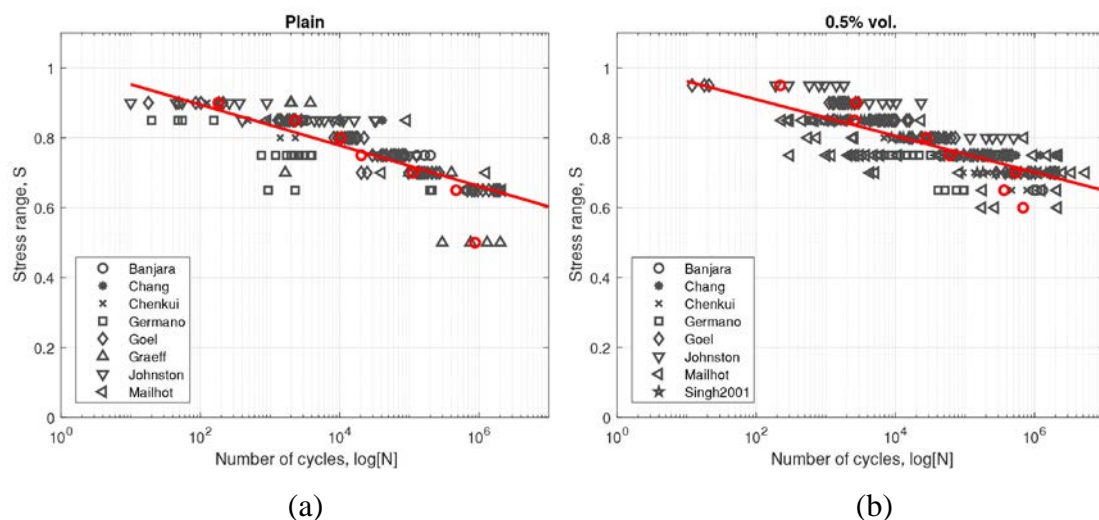 Plain
1
0.8
0.6
0.4
0.2
0
Stress range, S
Banjara
Chang
Chenkui
Germano
Goel
Graeff
Johnston
Mailhot
10^0
10^2
10^4
10^6
Number of cycles, log[N]
(a)
0.5% vol.
1
0.8
0.6
0.4
0.2
0
Stress range, S
Banjara
Chang
Chenkui
Germano
Goel
Johnston
Mailhot
Singh2001
10^0
10^2
10^4
10^6
Number of cycles, log[N]
(b)